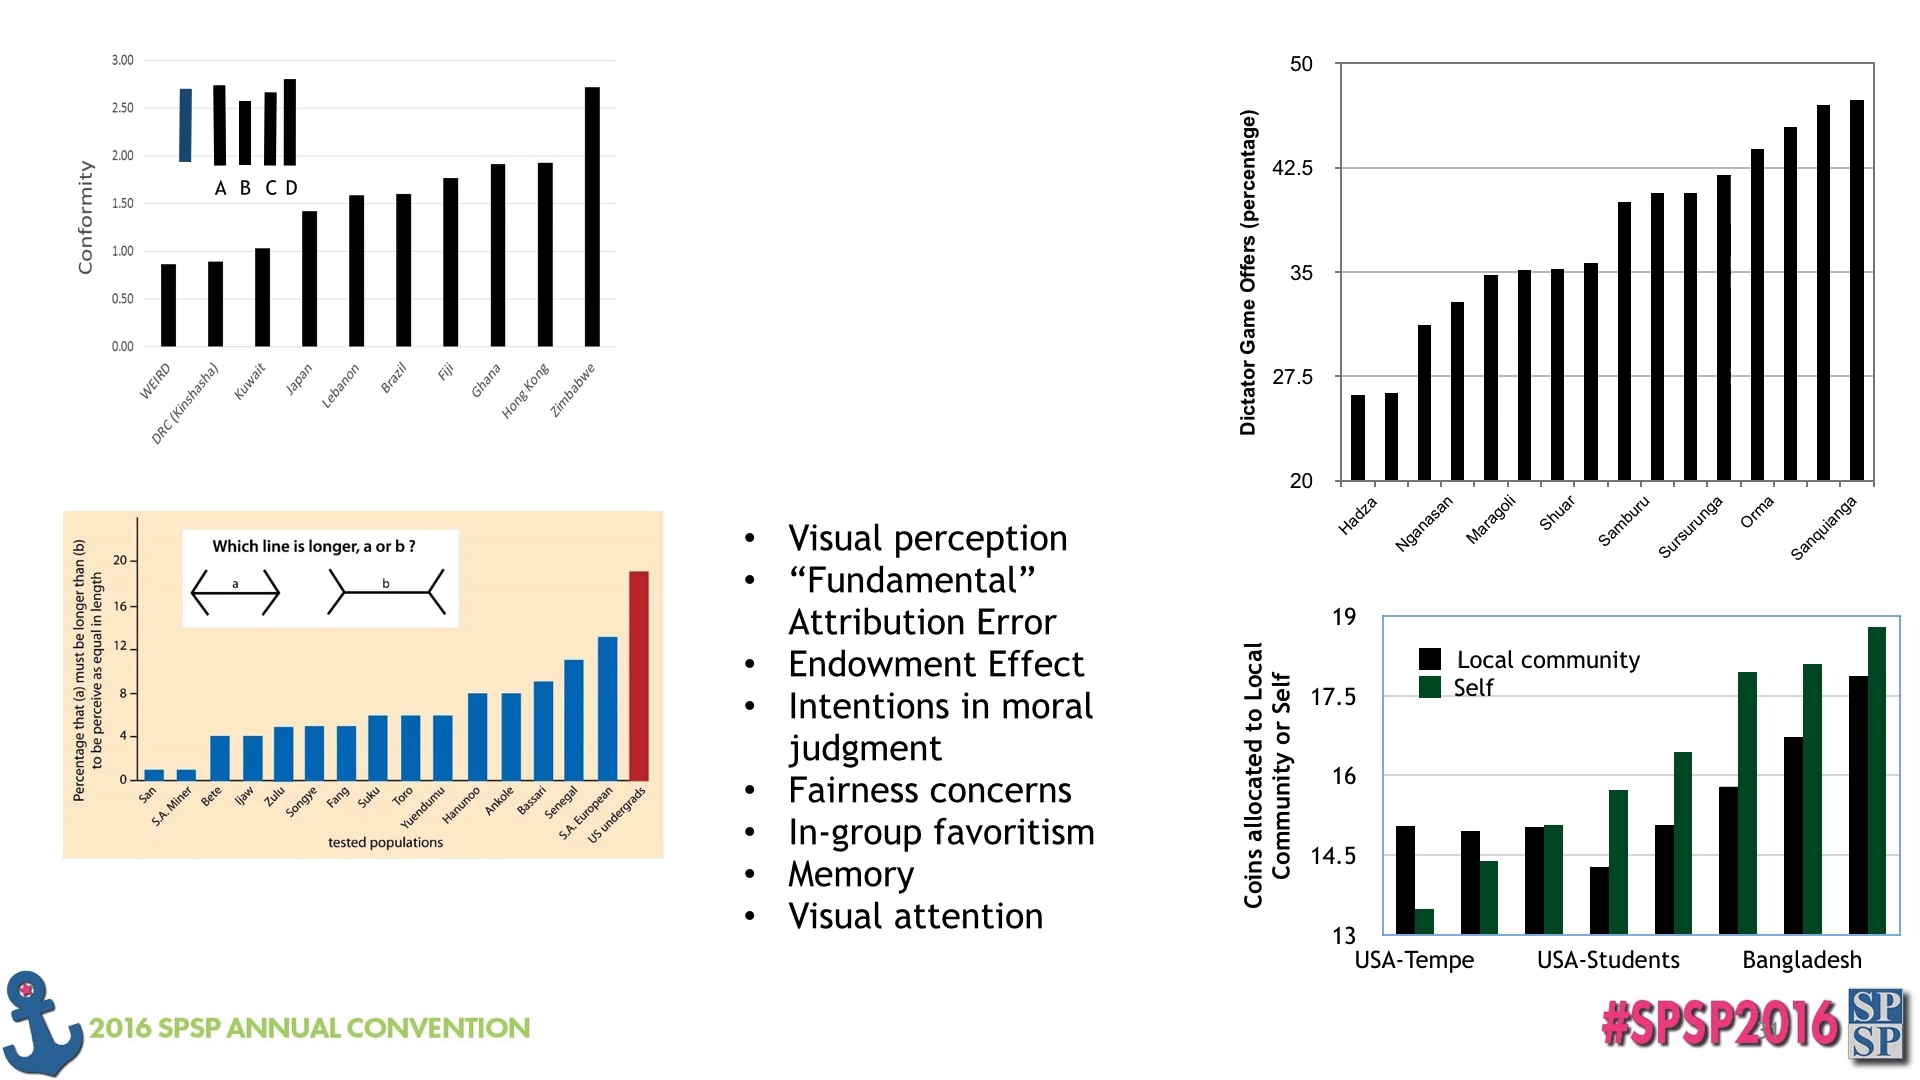 3.00
2.50
2.00
1.50
1.00
0.50
0.00
Conformity
A B C D
WEIRD
DRC (Kinshasha)
Kuwait
Japan
Lebanon
Brazil
Fiji
Ghana
Hong Kong
Zimbabwe
50
42.5
35
27.5
20
Dictator Game Offers (percentage)
Hadza
Nganasan
Maragoli
Shuar
Samburu
Sursurunga
Orma
Sanquianga
Percentage that (a) must be longer than (b)
to be perceive as equal in length
Which line is longer, a or b ?
a
b
20
16
12
8
4
0
San
S.A. Miner
Bete
Ijaw
Zulu
Songye
Fang
Suku
Toro
Yuendumu
Hanunoo
Ankole
Bassari
Senegal
S.A. European
US undergrads
tested populations
• Visual perception
• “Fundamental”
Attribution Error
• Endowment Effect
• Intentions in moral
judgment
• Fairness concerns
• In-group favoritism
• Memory
• Visual attention
Coins allocated to Local
Community or Self
19
17.5
16
14.5
13
Local community
Self
USA-Tempe
USA-Students
Bangladesh
2016 SPSP ANNUAL CONVENTION
#SPSP2016
SP
SP